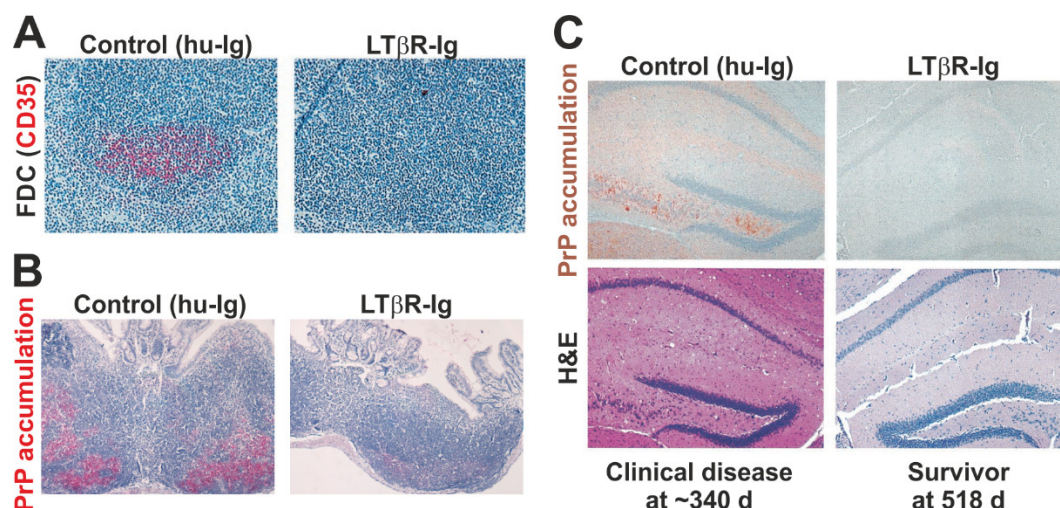 A
Control (hu-Ig)
LTβR-Ig
FDC (CD35)
B
Control (hu-Ig)
LTβR-Ig
PrP accumulation
C
Control (hu-Ig)
LTβR-Ig
PrP accumulation
H&E
Clinical disease
at ~340 d
Survivor
at 518 d